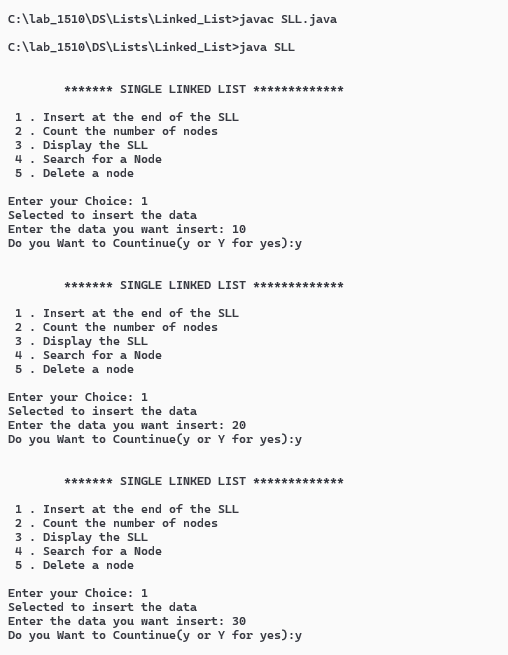 C:\lab_1510\DS\Lists\Linked_List>javac SLL.java
C:\lab_1510\DS\Lists\Linked_List>java SLL
******* SINGLE LINKED LIST *************
1 . Insert at the end of the SLL
2 . Count the number of nodes
3 . Display the SLL
4 . Search for a Node
5 . Delete a node
Enter your Choice: 1
Selected to insert the data
Enter the data you want insert: 10
Do you Want to Countinue(y or Y for yes):y
******* SINGLE LINKED LIST *************
1 . Insert at the end of the SLL
2 . Count the number of nodes
3 . Display the SLL
4 . Search for a Node
5 . Delete a node
Enter your Choice: 1
Selected to insert the data
Enter the data you want insert: 20
Do you Want to Countinue(y or Y for yes):y
******* SINGLE LINKED LIST *************
1 . Insert at the end of the SLL
2 . Count the number of nodes
3 . Display the SLL
4 . Search for a Node
5 . Delete a node
Enter your Choice: 1
Selected to insert the data
Enter the data you want insert: 30
Do you Want to Countinue(y or Y for yes):y